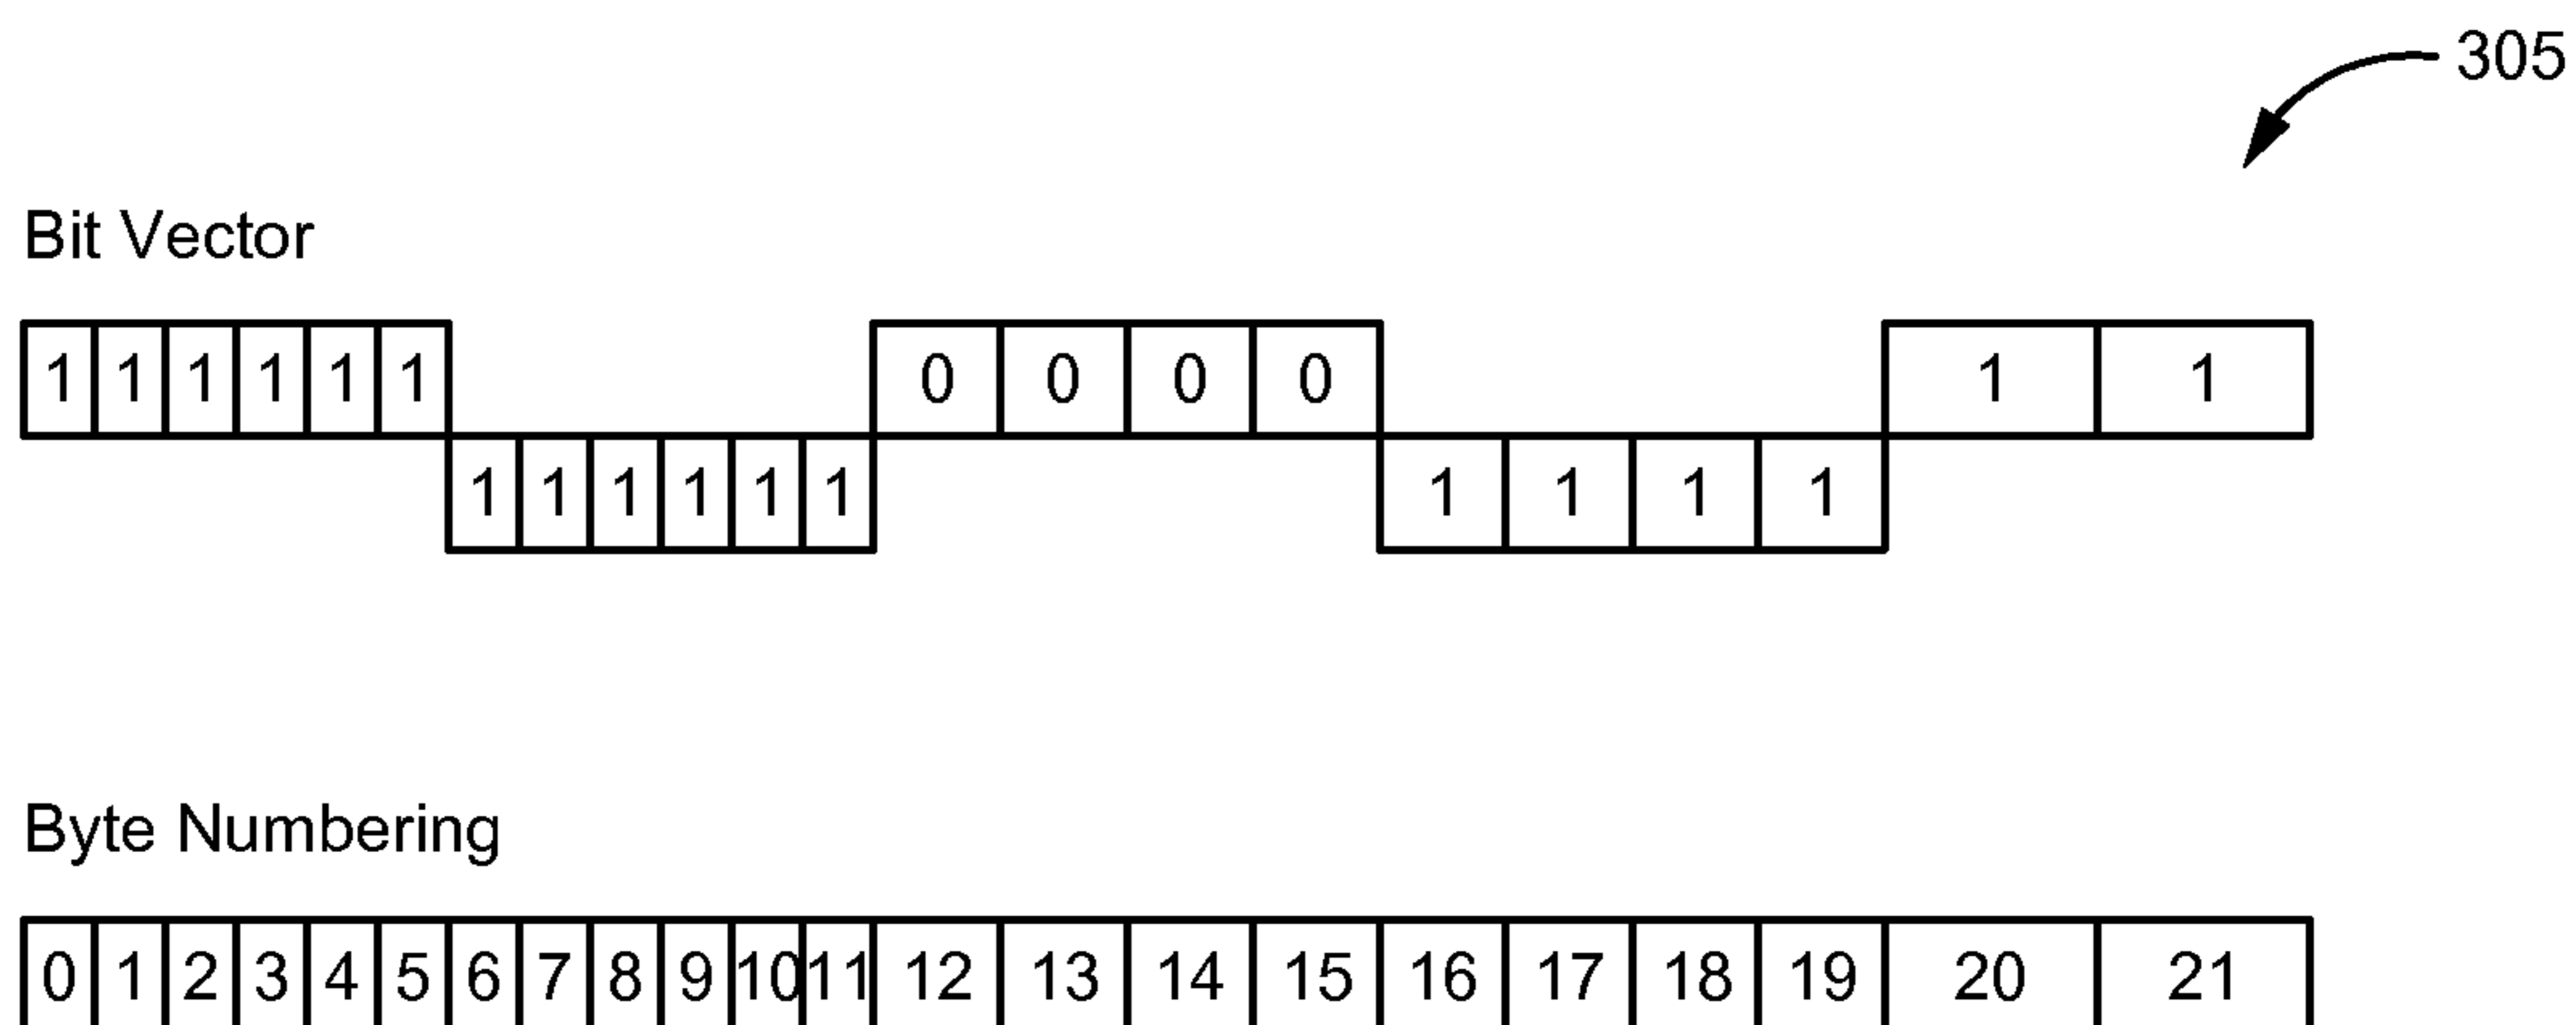 305
Bit Vector
1 1 1 1 1 1 0 0 0 0 1 1
1 1 1 1 1 1 1 1 1 1
Byte Numbering
0 1 2 3 4 5 6 7 8 9 10 11 12 13 14 15 16 17 18 19 20 21